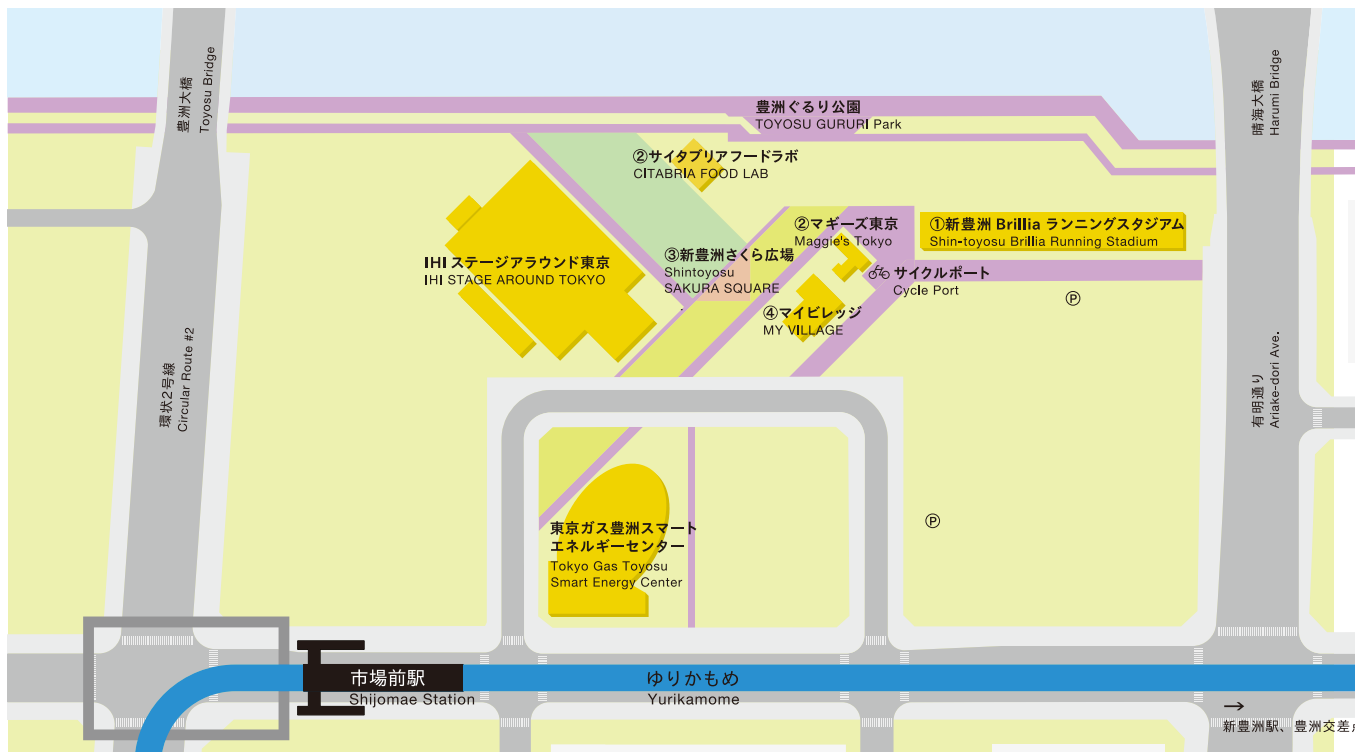 豊洲大橋
Toyosu Bridge
豊洲ぐるり公園
TOYOSU GURURI Park
晴海大橋
Harumi Bridge
②サイタブリアフードラボ
CITABRIA FOOD LAB
②マギーズ東京
Maggie's Tokyo
①新豊洲 Brillia ランニングスタジアム
Shin-toyosu Brillia Running Stadium
IHI ステージアラウンド東京
IHI STAGE AROUND TOKYO
③新豊洲さくら広場
Shintoyosu
SAKURA SQUARE
サイクルポート
Cycle Port
Ⓟ
④マイビレッジ
MY VILLAGE
環状2号線
Circular Route #2
有明通り
Ariake-dori Ave.
Ⓟ
東京ガス豊洲スマート
エネルギーセンター
Tokyo Gas Toyosu
Smart Energy Center
市場前駅
Shijomae Station
ゆりかもめ
Yurikamome
→
新豊洲駅、豊洲交差点